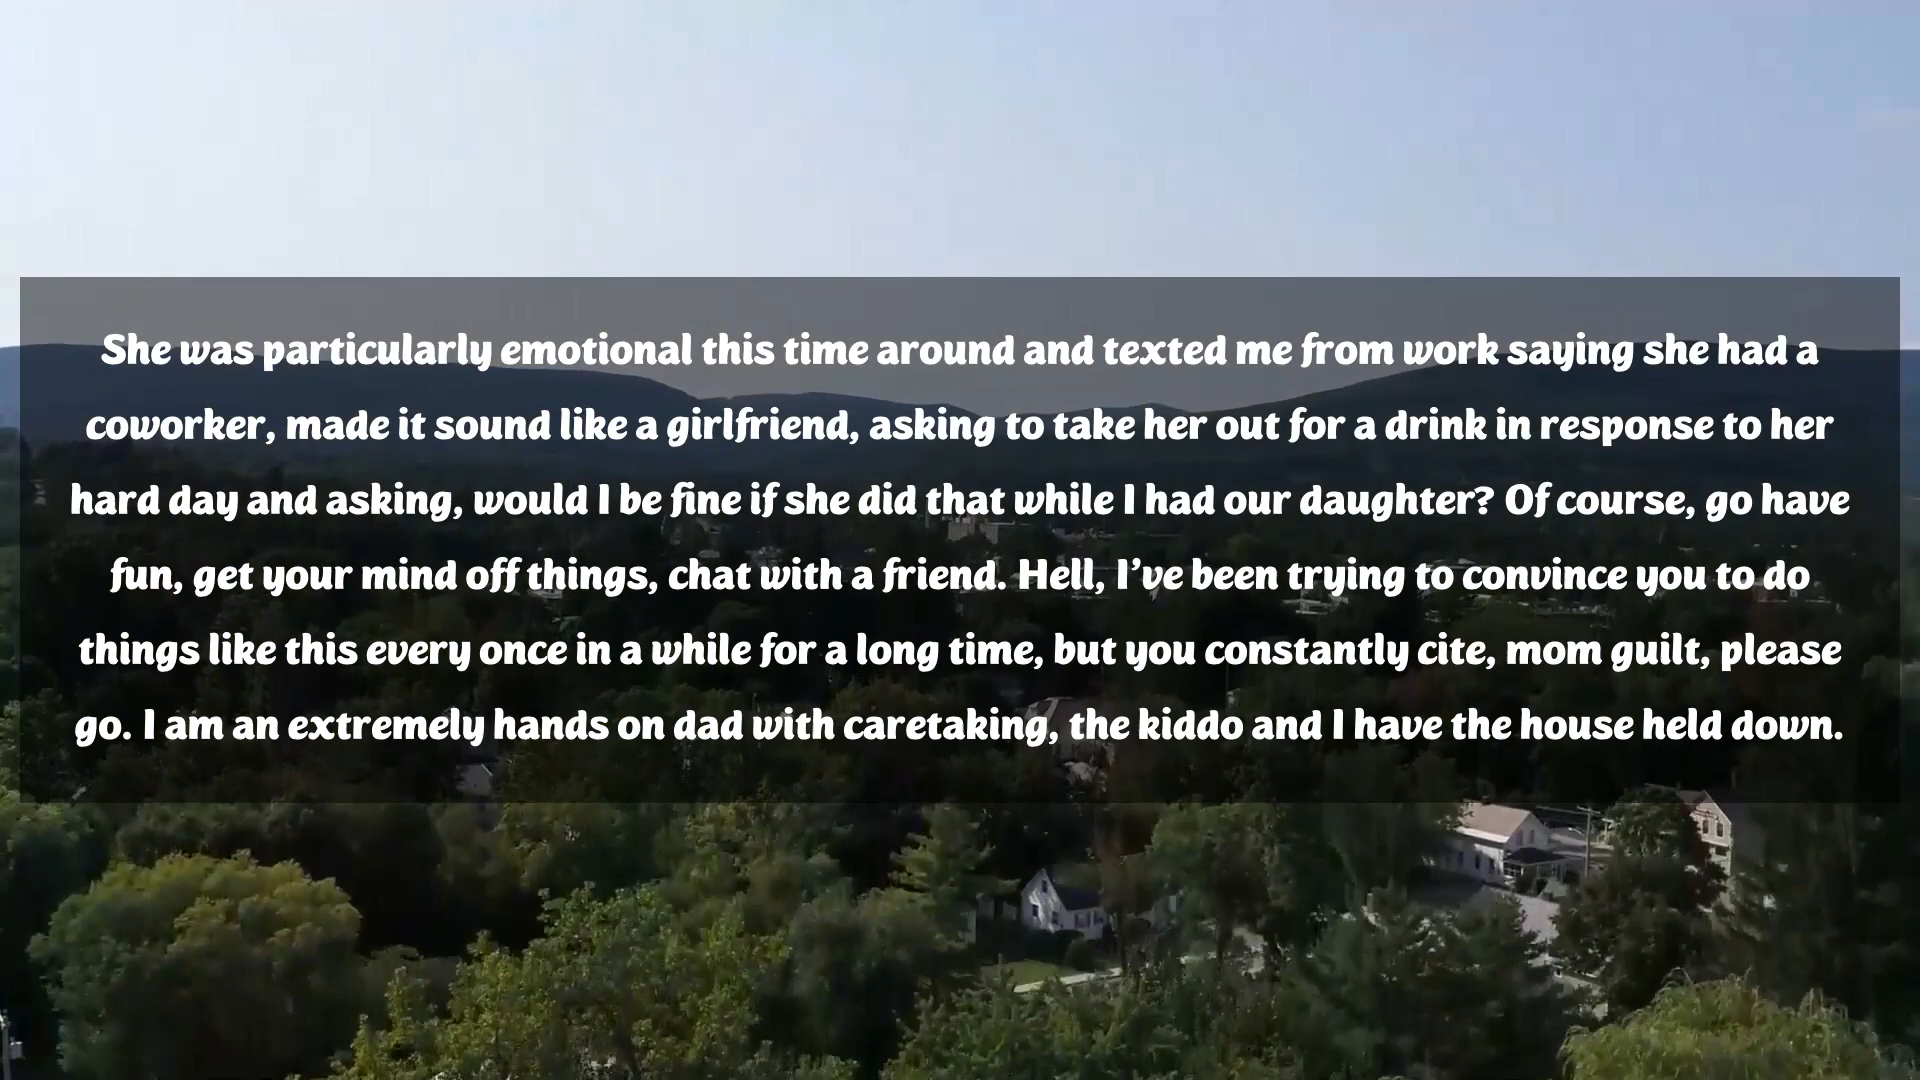 She was particularly emotional this time around and texted me from work saying she had a
coworker, made it sound like a girlfriend, asking to take her out for a drink in response to her
hard day and asking, would I be fine if she did that while I had our daughter? Of course, go have
fun, get your mind off things, chat with a friend. Hell, I’ve been trying to convince you to do
things like this every once in a while for a long time, but you constantly cite, mom guilt, please
go. I am an extremely hands on dad with caretaking, the kiddo and I have the house held down.